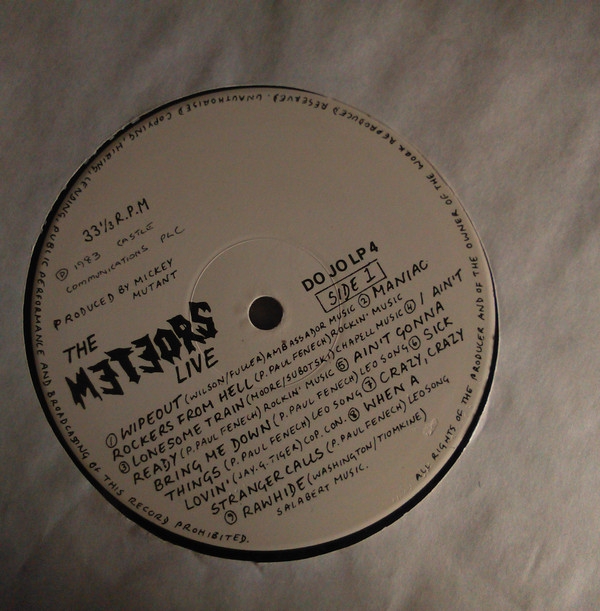 33 1/3 R.P.M
Ⓟ 1983 CASTLE
COMMUNICATIONS PLC
PRODUCED BY MICKEY
MUTANT
THE
METEORS
LIVE
DOJO LP 4
SIDE 1
① WIPEOUT (WILSON/FULLER) AMBASSADOR MUSIC ② MANIAC
ROCKERS FROM HELL (P. PAUL FENECH) ROCKIN' MUSIC
③ LONESOME TRAIN (MOORE/SUBOTSKI) CHAPELL MUSIC ④ I AIN'T
READY (P. PAUL FENECH) ROCKIN' MUSIC ⑤ AIN'T GONNA
BRING ME DOWN (P. PAUL FENECH) LEO SONG ⑥ SICK
THINGS (P. PAUL FENECH) LEO SONG ⑦ CRAZY, CRAZY
LOVIN' (JAY. G. TIGER) COP. CON. ⑧ WHEN A
STRANGER CALLS (P. PAUL FENECH) LEO SONG
⑨ RAWHIDE (WASHINGTON/TIOMKINE)
SALABERT MUSIC.
ALL RIGHTS OF THE PRODUCER AND OF THE OWNER OF THE WORK REPRODUCED RESERVED. UNAUTHORISED COPYING, HIRING, LENDING, PUBLIC PERFORMANCE AND BROADCASTING OF THIS RECORD PROHIBITED.